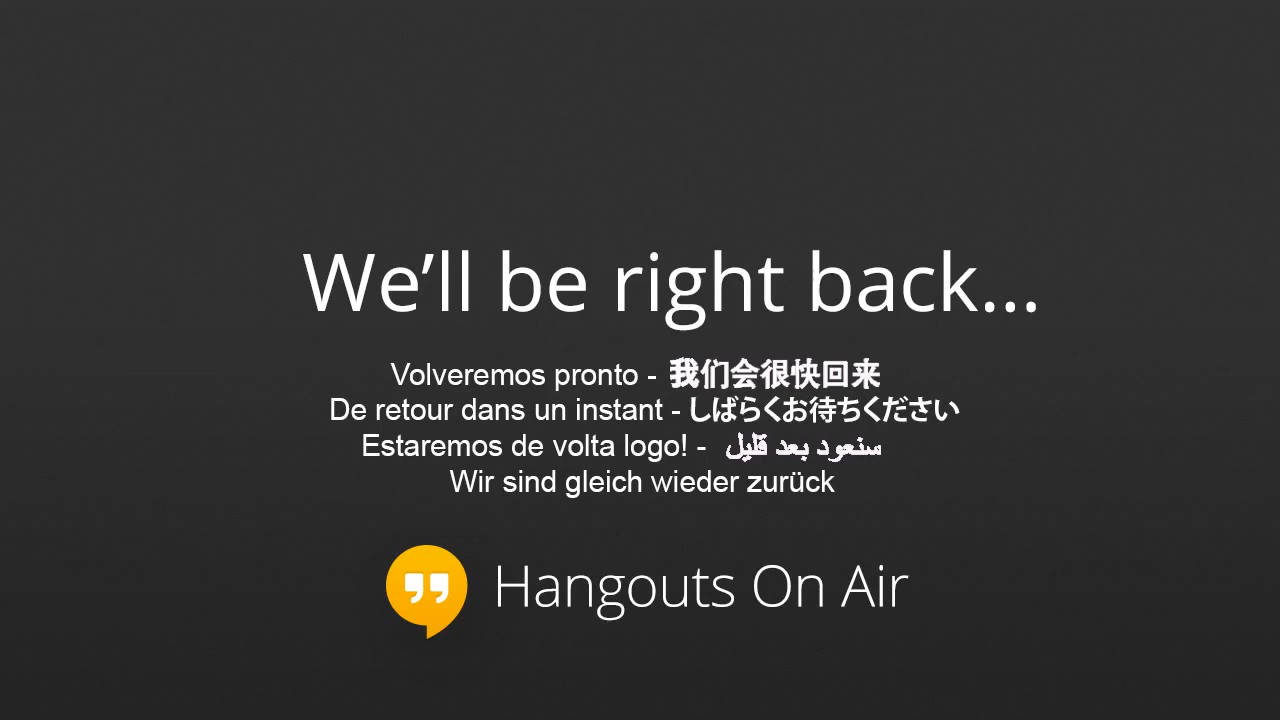 We’ll be right back...
Volveremos pronto - 我们会很快回来
De retour dans un instant - しばらくお待ちください
Estaremos de volta logo! - سنعود بعد قليل
Wir sind gleich wieder zurück
Hangouts On Air